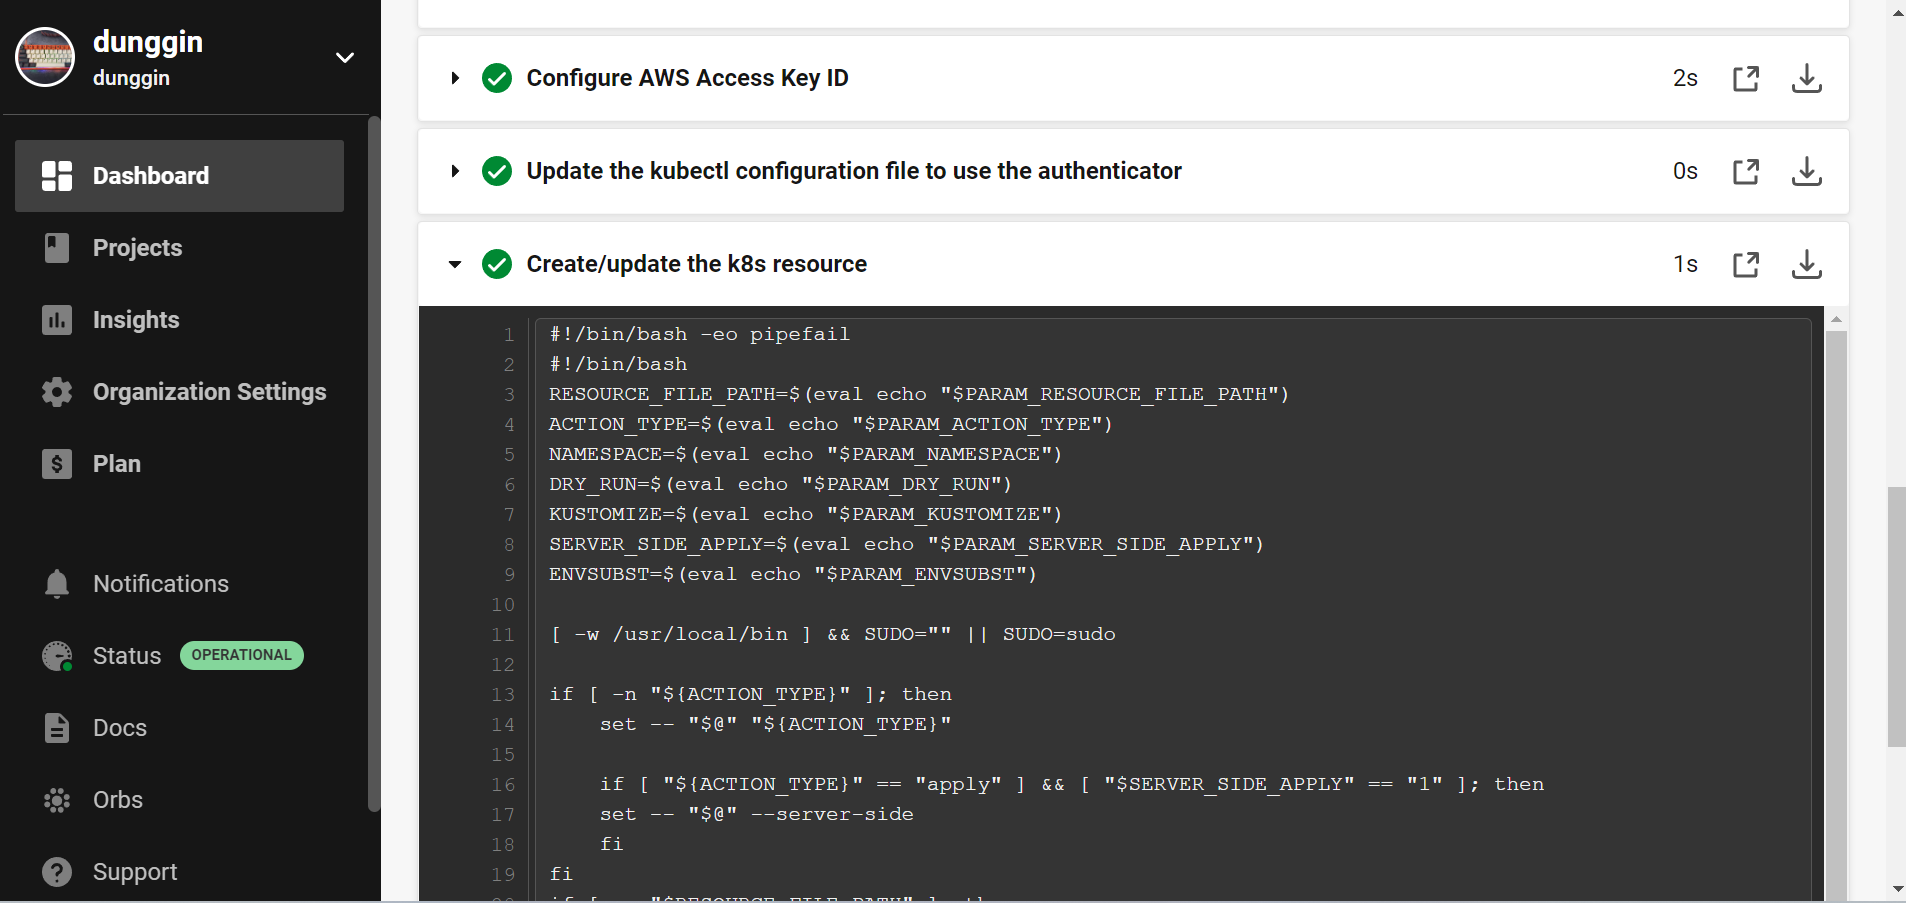 dunggin
dunggin
Dashboard
Projects
Insights
Organization Settings
Plan
Notifications
Status OPERATIONAL
Docs
Orbs
Support
Configure AWS Access Key ID 2s
Update the kubectl configuration file to use the authenticator 0s
Create/update the k8s resource 1s
1 #!/bin/bash -eo pipefail
2 #!/bin/bash
3 RESOURCE_FILE_PATH=$(eval echo "$PARAM_RESOURCE_FILE_PATH")
4 ACTION_TYPE=$(eval echo "$PARAM_ACTION_TYPE")
5 NAMESPACE=$(eval echo "$PARAM_NAMESPACE")
6 DRY_RUN=$(eval echo "$PARAM_DRY_RUN")
7 KUSTOMIZE=$(eval echo "$PARAM_KUSTOMIZE")
8 SERVER_SIDE_APPLY=$(eval echo "$PARAM_SERVER_SIDE_APPLY")
9 ENVSUBST=$(eval echo "$PARAM_ENVSUBST")
10
11 [ -w /usr/local/bin ] && SUDO="" || SUDO=sudo
12
13 if [ -n "${ACTION_TYPE}" ]; then
14 set -- "$@" "${ACTION_TYPE}"
15
16 if [ "${ACTION_TYPE}" == "apply" ] && [ "$SERVER_SIDE_APPLY" == "1" ]; then
17 set -- "$@" --server-side
18 fi
19 fi